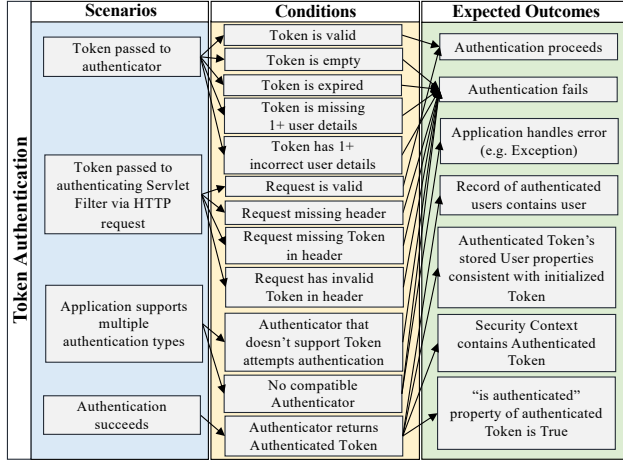 Token Authentication
Scenarios
Token passed to
authenticator
Token passed to
authenticating Servlet
Filter via HTTP
request
Application supports
multiple
authentication types
Authentication
succeeds
Conditions
Token is valid
Token is empty
Token is expired
Token is missing
1+ user details
Token has 1+
incorrect user details
Request is valid
Request missing header
Request missing Token
in header
Request has invalid
Token in header
Authenticator that
doesn't support Token
attempts authentication
No compatible
Authenticator
Authenticator returns
Authenticated Token
Expected Outcomes
Authentication proceeds
Authentication fails
Application handles error
(e.g. Exception)
Record of authenticated
users contains user
Authenticated Token's
stored User properties
consistent with initialized
Token
Security Context
contains Authenticated
Token
“is authenticated”
property of authenticated
Token is True